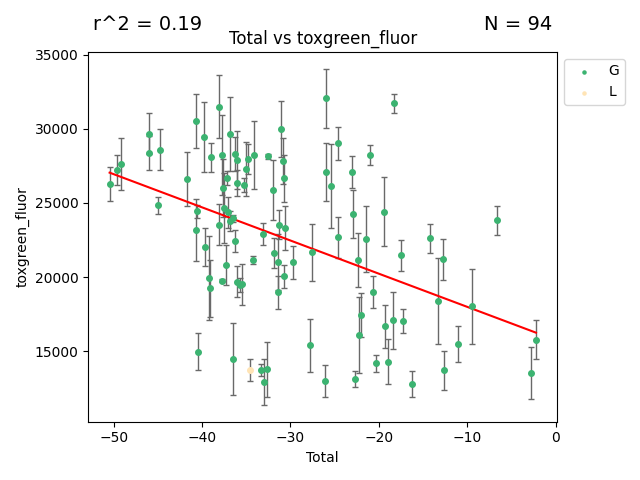 r^2 = 0.19 N = 94
Total vs toxgreen_fluor
35000
30000
25000
20000
15000
toxgreen_fluor
−50 −40 −30 −20 −10 0
Total
G
L